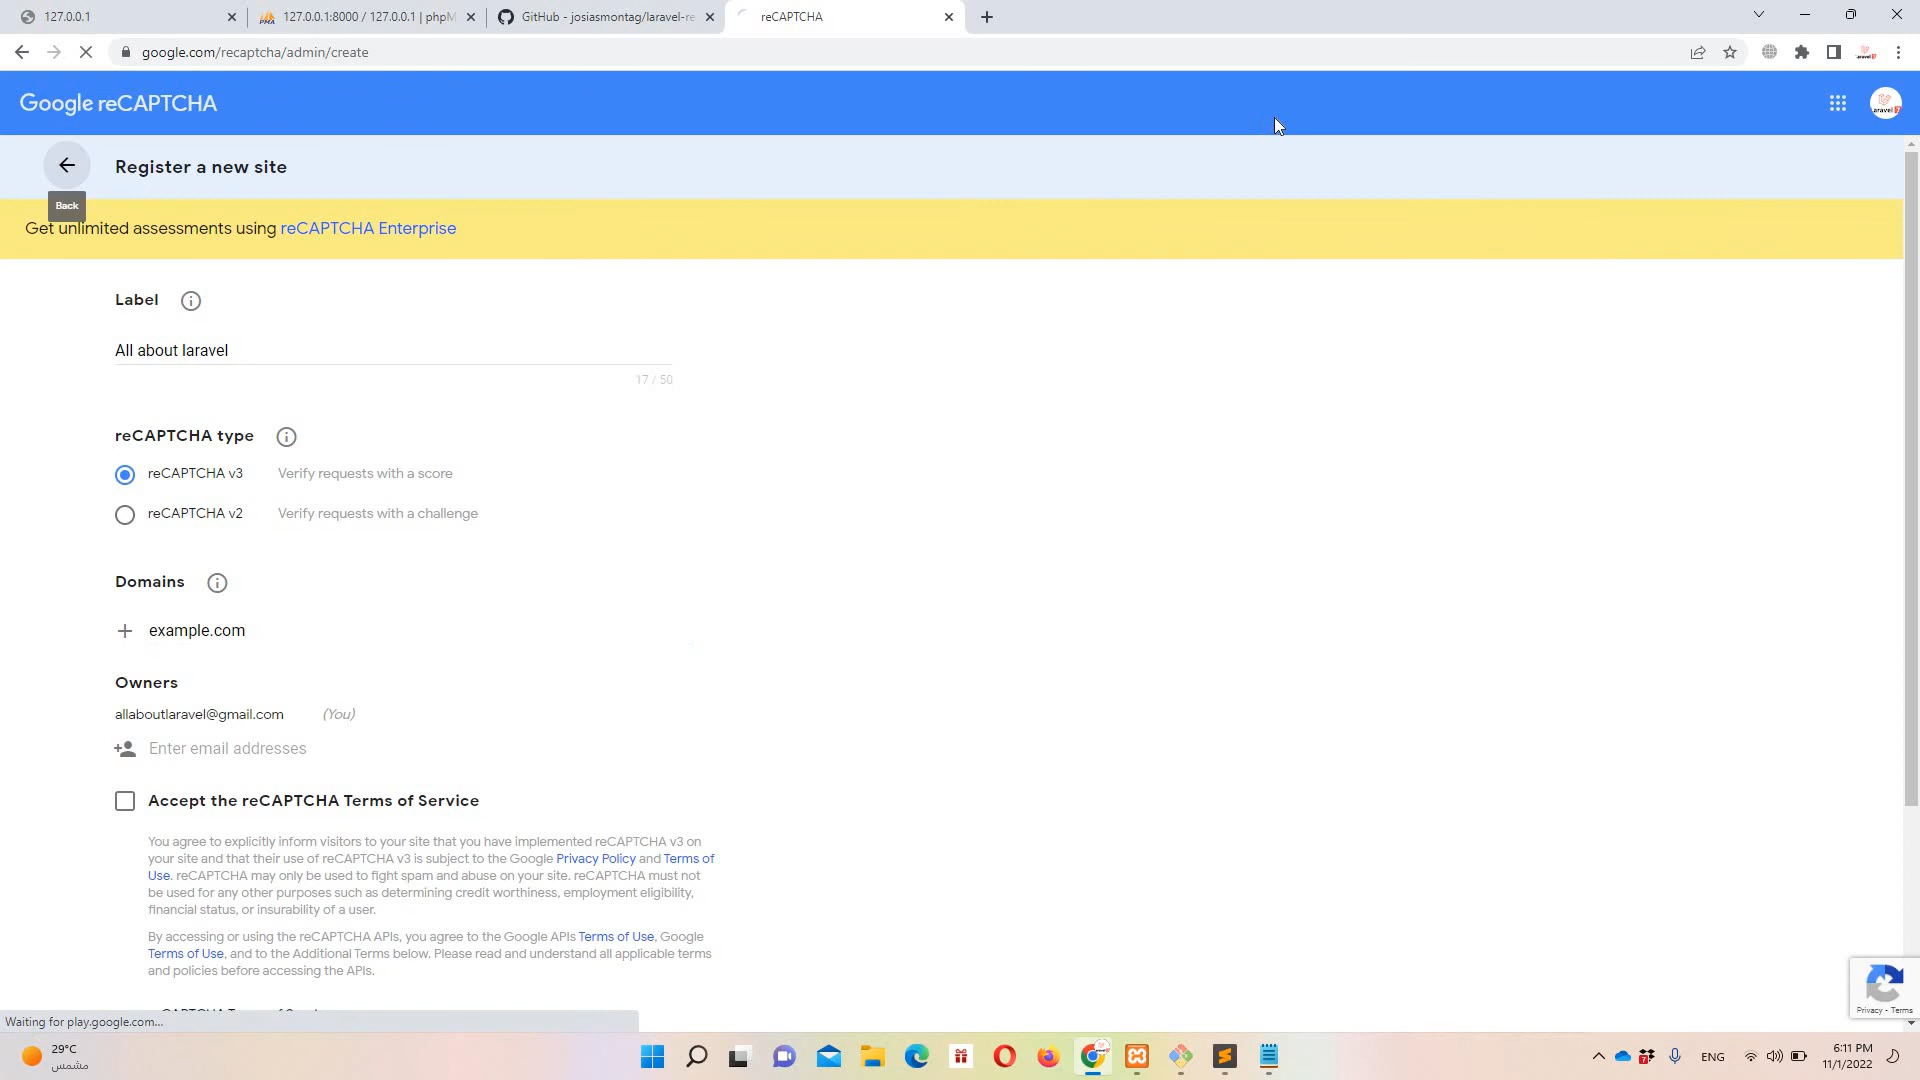 127.0.0.1
127.0.0.1:8000 / 127.0.0.1 | phpM
GitHub - josiasmontag/laravel-re
reCAPTCHA
google.com/recaptcha/admin/create
Google reCAPTCHA
Register a new site
Back
Get unlimited assessments using reCAPTCHA Enterprise
Label
All about laravel
17 / 50
reCAPTCHA type
reCAPTCHA v3 Verify requests with a score
reCAPTCHA v2 Verify requests with a challenge
Domains
example.com
Owners
allaboutlaravel@gmail.com (You)
Enter email addresses
Accept the reCAPTCHA Terms of Service
You agree to explicitly inform visitors to your site that you have implemented reCAPTCHA v3 on
your site and that their use of reCAPTCHA v3 is subject to the Google Privacy Policy and Terms of
Use. reCAPTCHA may only be used to fight spam and abuse on your site. reCAPTCHA must not
be used for any other purposes such as determining credit worthiness, employment eligibility,
financial status, or insurability of a user.
By accessing or using the reCAPTCHA APIs, you agree to the Google APIs Terms of Use, Google
Terms of Use, and to the Additional Terms below. Please read and understand all applicable terms
and policies before accessing the APIs.
Privacy - Terms
Waiting for play.google.com...
29°C
مشمس
ENG
6:11 PM
11/1/2022